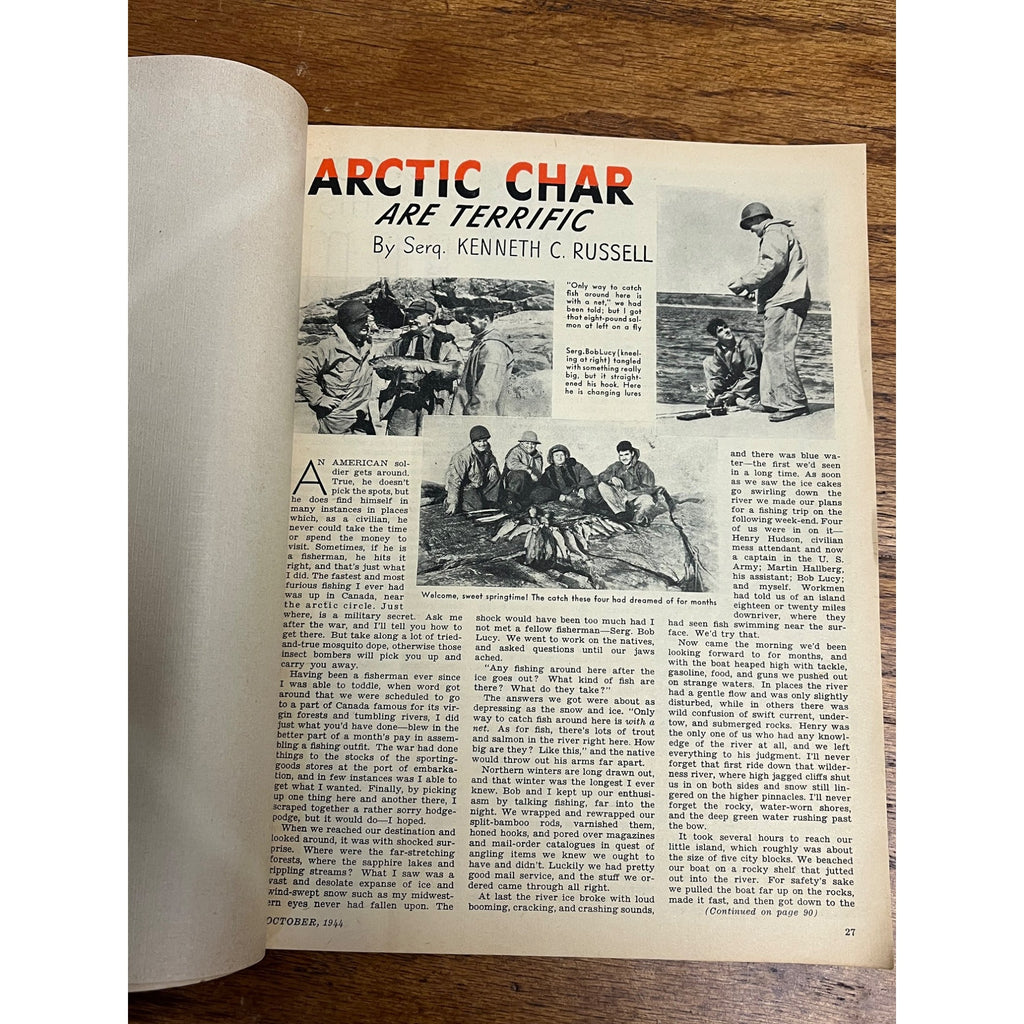 ARCTIC CHAR
ARE TERRIFIC
By Serg. KENNETH C. RUSSELL
"Only way to catch
fish around here is
with a net," we had
been told; but I got
that eight-pound sal-
mon at left on a fly
Serg. Bob Lucy (kneel-
ing at right) tangled
with something really
big, but it straight-
ened his hook. Here
he is changing lures
Welcome, sweet springtime! The catch these four had dreamed of for months
AN AMERICAN sol-
dier gets around.
True, he doesn't
pick the spots, but
he does find himself in
many instances in places
which, as a civilian, he
never could take the time
or spend the money to
visit. Sometimes, if he is
a fisherman, he hits it
right, and that's just what
I did. The fastest and most
furious fishing I ever had
was up in Canada, near
the arctic circle. Just
where, is a military secret. Ask me
after the war, and I'll tell you how to
get there. But take along a lot of tried-
and-true mosquito dope, otherwise those
insect bombers will pick you up and
carry you away.
Having been a fisherman ever since
I was able to toddle, when word got
around that we were scheduled to go
to a part of Canada famous for its vir-
gin forests and tumbling rivers, I did
just what you'd have done—blew in the
better part of a month's pay in assem-
bling a fishing outfit. The war had done
things to the stocks of the sporting-
goods stores at the port of embarka-
tion, and in few instances was I able to
get what I wanted. Finally, by picking
up one thing here and another there, I
scraped together a rather sorry hodge-
podge, but it would do—I hoped.
When we reached our destination and
looked around, it was with shocked sur-
prise. Where were the far-stretching
forests, where the sapphire lakes and
rippling streams? What I saw was a
vast and desolate expanse of ice and
wind-swept snow such as my midwest-
ern eyes never had fallen upon. The
shock would have been too much had I
not met a fellow fisherman—Serg. Bob
Lucy. We went to work on the natives,
and asked questions until our jaws
ached.
"Any fishing around here after the
ice goes out? What kind of fish are
there? What do they take?"
The answers we got were about as
depressing as the snow and ice. "Only
way to catch fish around here is with a
net. As for fish, there's lots of trout
and salmon in the river right here. How
big are they? Like this," and the native
would throw out his arms far apart.
Northern winters are long drawn out,
and that winter was the longest I ever
knew. Bob and I kept up our enthusi-
asm by talking fishing, far into the
night. We wrapped and rewrapped our
split-bamboo rods, varnished them,
honed hooks, and pored over magazines
and mail-order catalogues in quest of
angling items we knew we ought to
have and didn't. Luckily we had pretty
good mail service, and the stuff we or-
dered came through all right.
At last the river ice broke with loud
booming, cracking, and crashing sounds,
and there was blue wa-
ter—the first we'd seen
in a long time. As soon
as we saw the ice cakes
go swirling down the
river we made our plans
for a fishing trip on the
following week-end. Four
of us were in on it—
Henry Hudson, civilian
mess attendant and now
a captain in the U. S.
Army; Martin Hallberg,
his assistant; Bob Lucy;
and myself. Workmen
had told us of an island
eighteen or twenty miles
downriver, where they
had seen fish swimming near the sur-
face. We'd try that.
Now came the morning we'd been
looking forward to for months, and
with the boat heaped high with tackle,
gasoline, food, and guns we pushed out
on strange waters. In places the river
had a gentle flow and was only slightly
disturbed, while in others there was
wild confusion of swift current, under-
tow, and submerged rocks. Henry was
the only one of us who had any knowl-
edge of the river at all, and we left
everything to his judgment. I'll never
forget that first ride down that wilder-
ness river, where high jagged cliffs shut
us in on both sides and snow still lin-
gered on the higher pinnacles. I'll never
forget the rocky, water-worn shores,
and the deep green water rushing past
the bow.
It took several hours to reach our
little island, which roughly was about
the size of five city blocks. We beached
our boat on a rocky shelf that jutted
out into the river. For safety's sake
we pulled the boat far up on the rocks,
made it fast, and then got down to the
(Continued on page 90)
OCTOBER, 1944
27